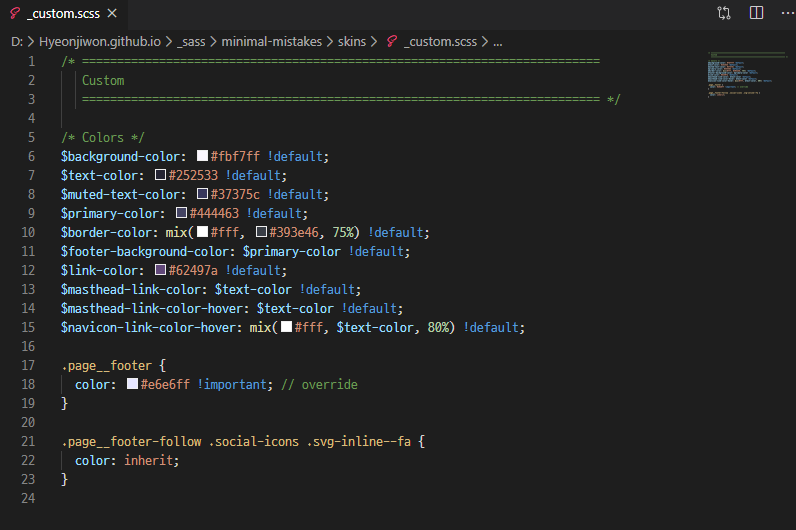 _custom.scss
D: > Hyeonjiwon.github.io > _sass > minimal-mistakes > skins > _custom.scss > ...
1 /* ==========================================================================
2 Custom
3 ========================================================================== */
4
5 /* Colors */
6 $background-color: #fbf7ff !default;
7 $text-color: #252533 !default;
8 $muted-text-color: #37375c !default;
9 $primary-color: #444463 !default;
10 $border-color: mix(#fff, #393e46, 75%) !default;
11 $footer-background-color: $primary-color !default;
12 $link-color: #62497a !default;
13 $masthead-link-color: $text-color !default;
14 $masthead-link-color-hover: $text-color !default;
15 $navicon-link-color-hover: mix(#fff, $text-color, 80%) !default;
16
17 .page__footer {
18 color: #e6e6ff !important; // override
19 }
20
21 .page__footer-follow .social-icons .svg-inline--fa {
22 color: inherit;
23 }
24